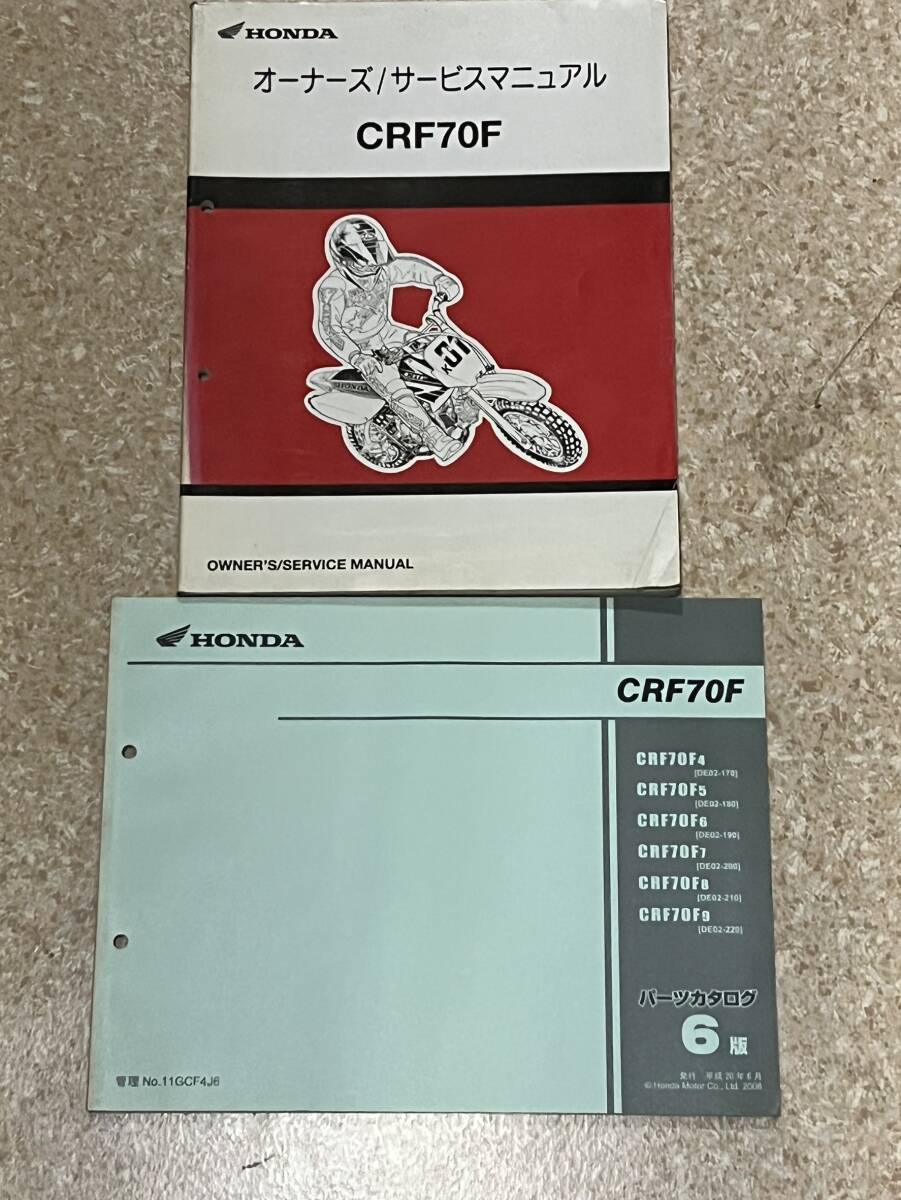 HONDA
オーナーズ/サービスマニュアル
CRF70F
K31
HONDA
CRF
OWNER'S/SERVICE MANUAL
HONDA
CRF70F
CRF70F4
[DE02-170]
CRF70F5
[DE02-180]
CRF70F6
[DE02-190]
CRF70F7
[DE02-200]
CRF70F8
[DE02-210]
CRF70F9
[DE02-220]
パーツカタログ
6版
管理 No.11GCF4J6
発行 平成20年6月
© Honda Motor Co., Ltd. 2008